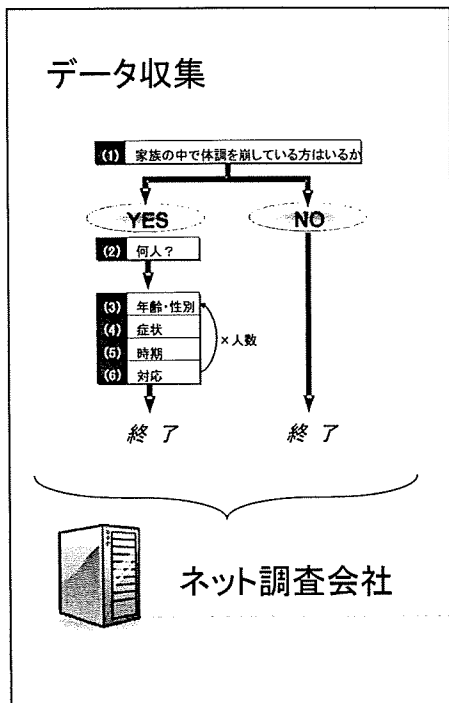 データ収集
(1) 家族の中で体調を崩している方はいるか
YES
NO
(2) 何人？
(3) 年齢・性別
(4) 症状
(5) 時期
(6) 対応
×人数
終了
終了
ネット調査会社